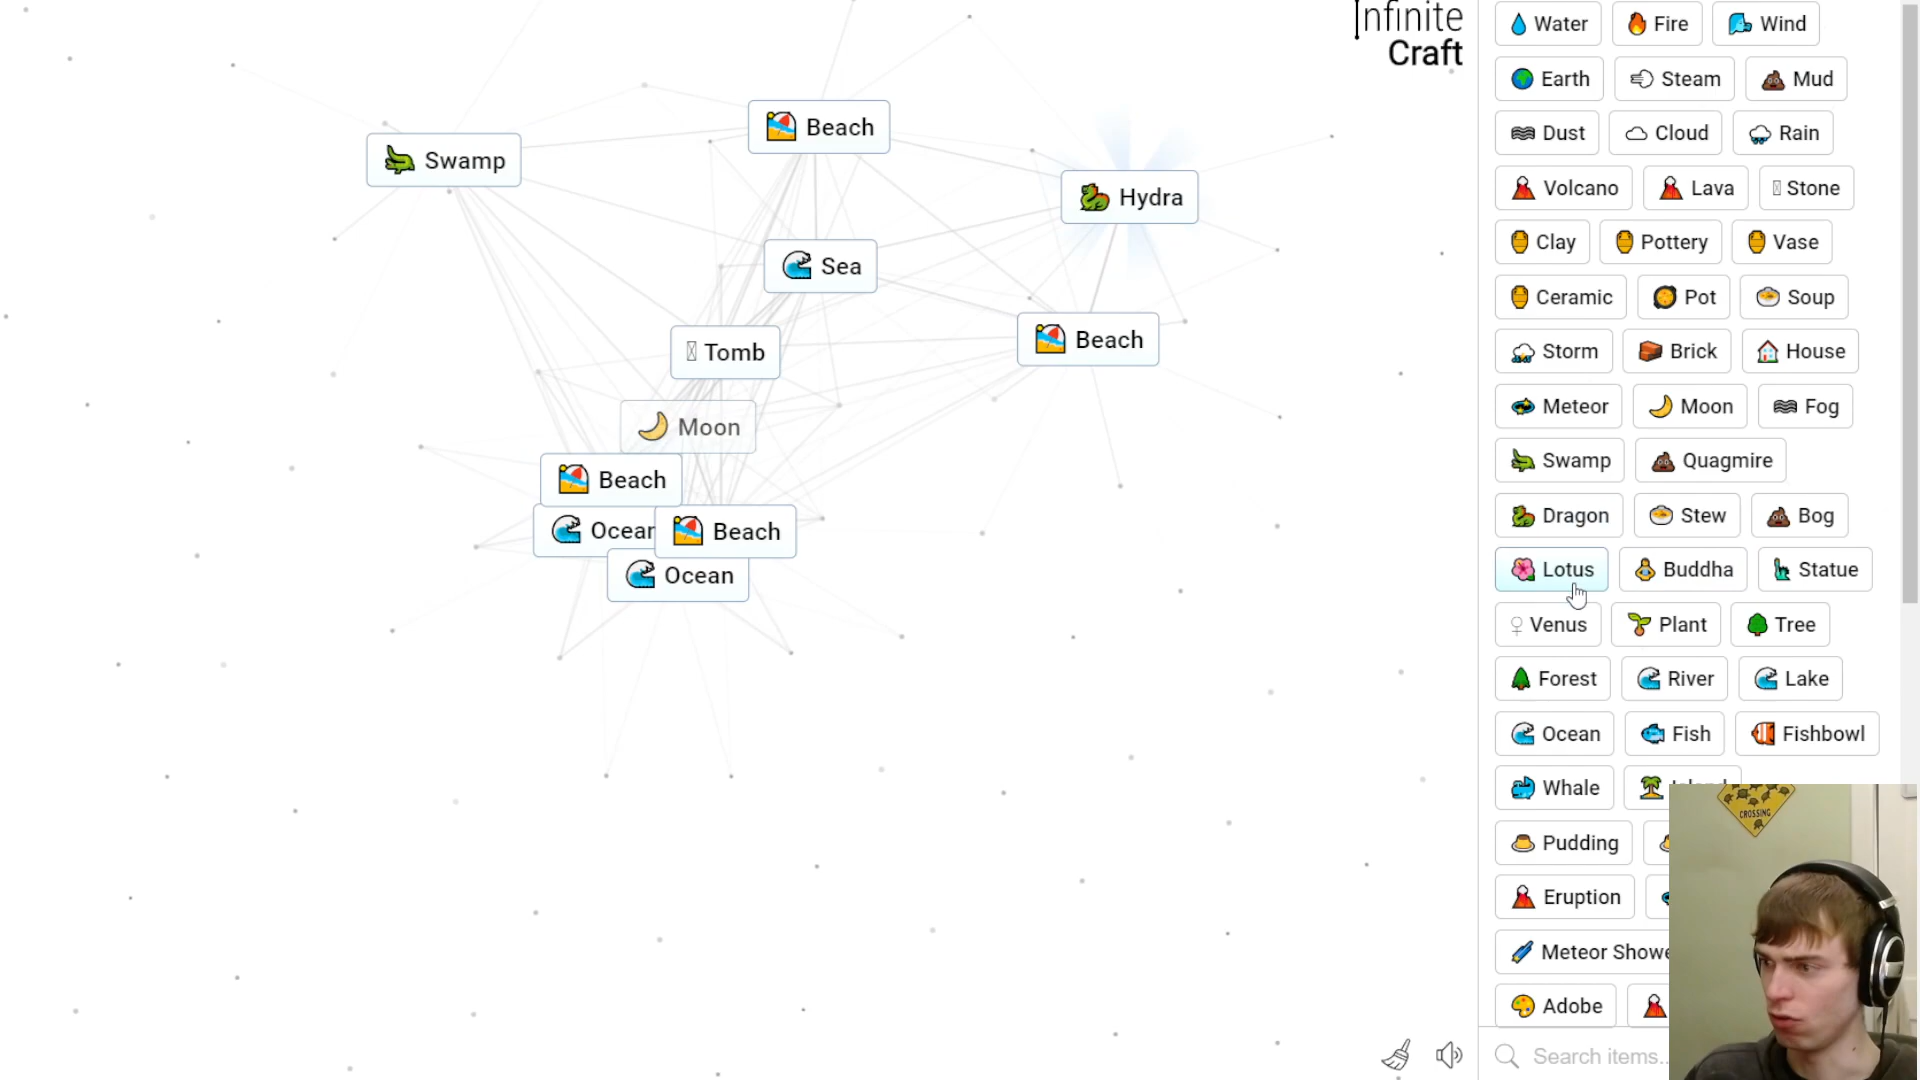 Infinite
Craft
Beach
Swamp
Hydra
Sea
Beach
Tomb
Moon
Beach
Ocean
Beach
Ocean
Water Fire Wind
Earth Steam Mud
Dust Cloud Rain
Volcano Lava Stone
Clay Pottery Vase
Ceramic Pot Soup
Storm Brick House
Meteor Moon Fog
Swamp Quagmire
Dragon Stew Bog
Lotus Buddha Statue
Venus Plant Tree
Forest River Lake
Ocean Fish Fishbowl
Whale
Pudding
Eruption
Meteor Showe
Adobe
Search items..
CROSSING